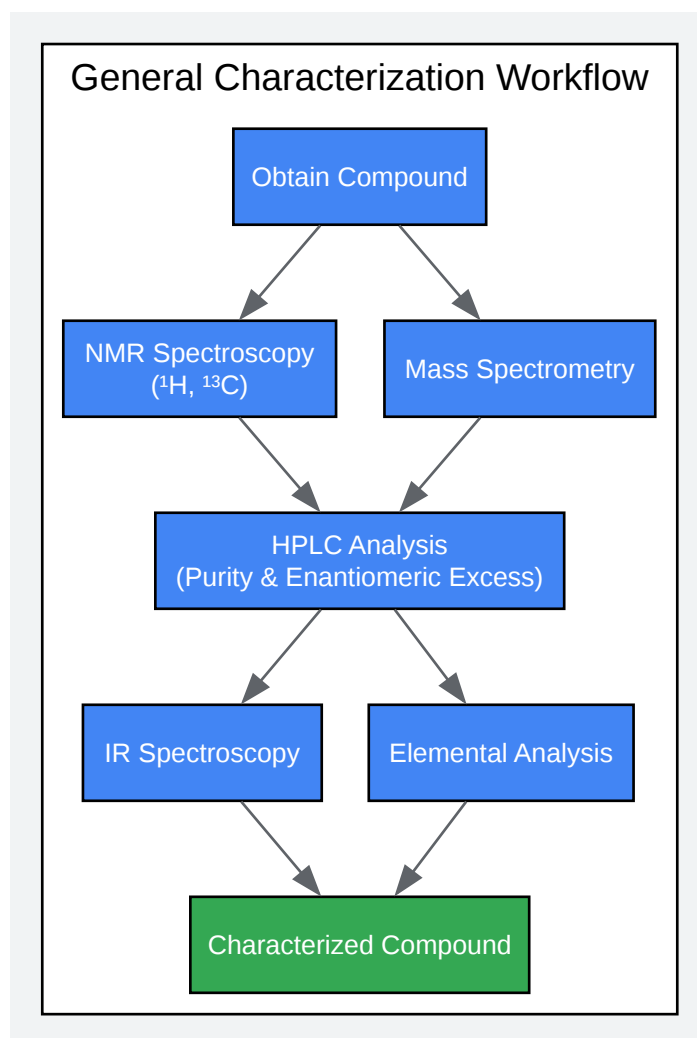 General Characterization Workflow
Obtain Compound
NMR Spectroscopy
(¹H, ¹³C)
Mass Spectrometry
HPLC Analysis
(Purity & Enantiomeric Excess)
IR Spectroscopy
Elemental Analysis
Characterized Compound